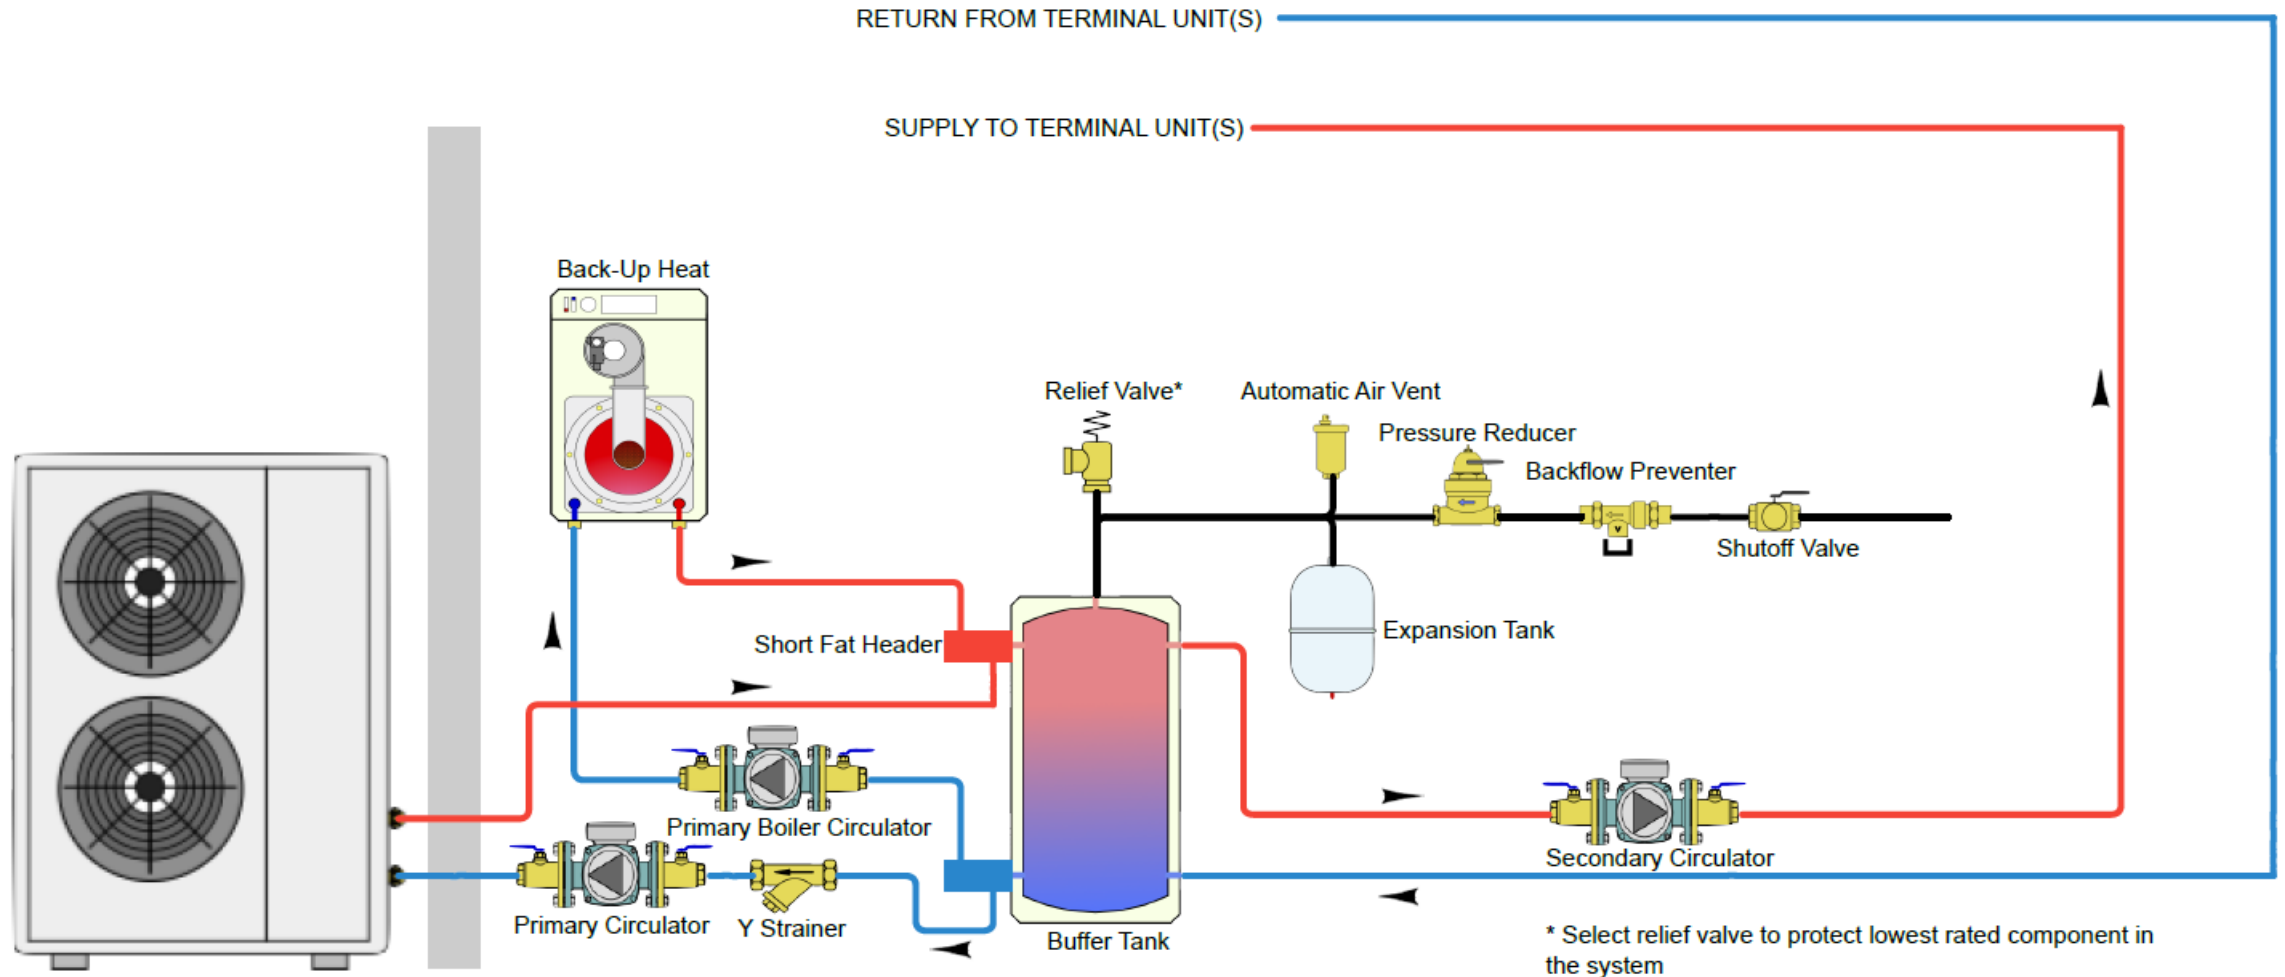 RETURN FROM TERMINAL UNIT(S)
SUPPLY TO TERMINAL UNIT(S)
Back-Up Heat
Relief Valve*
Automatic Air Vent
Pressure Reducer
Backflow Preventer
Shutoff Valve
Short Fat Header
Expansion Tank
Primary Boiler Circulator
Secondary Circulator
Primary Circulator
Y Strainer
Buffer Tank
* Select relief valve to protect lowest rated component in
the system